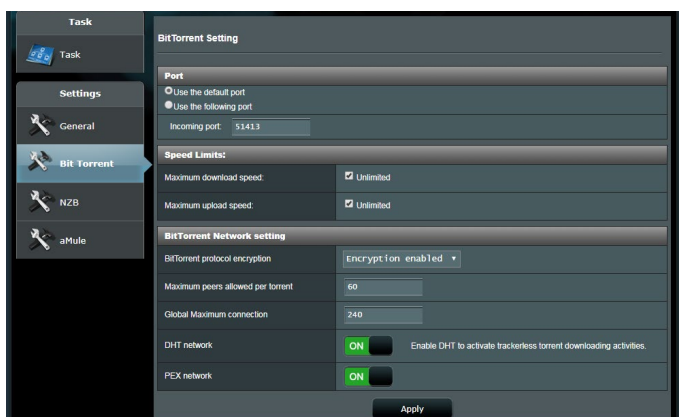 Task
Task
Settings
General
Bit Torrent
NZB
aMule
BitTorrent Setting
Port
Use the default port
Use the following port
Incoming port: 51413
Speed Limits:
Maximum download speed: Unlimited
Maximum upload speed: Unlimited
BitTorrent Network setting
BitTorrent protocol encryption Encryption enabled
Maximum peers allowed per torrent 60
Global Maximum connection 240
DHT network ON Enable DHT to activate trackerless torrent downloading activities.
PEX network ON
Apply